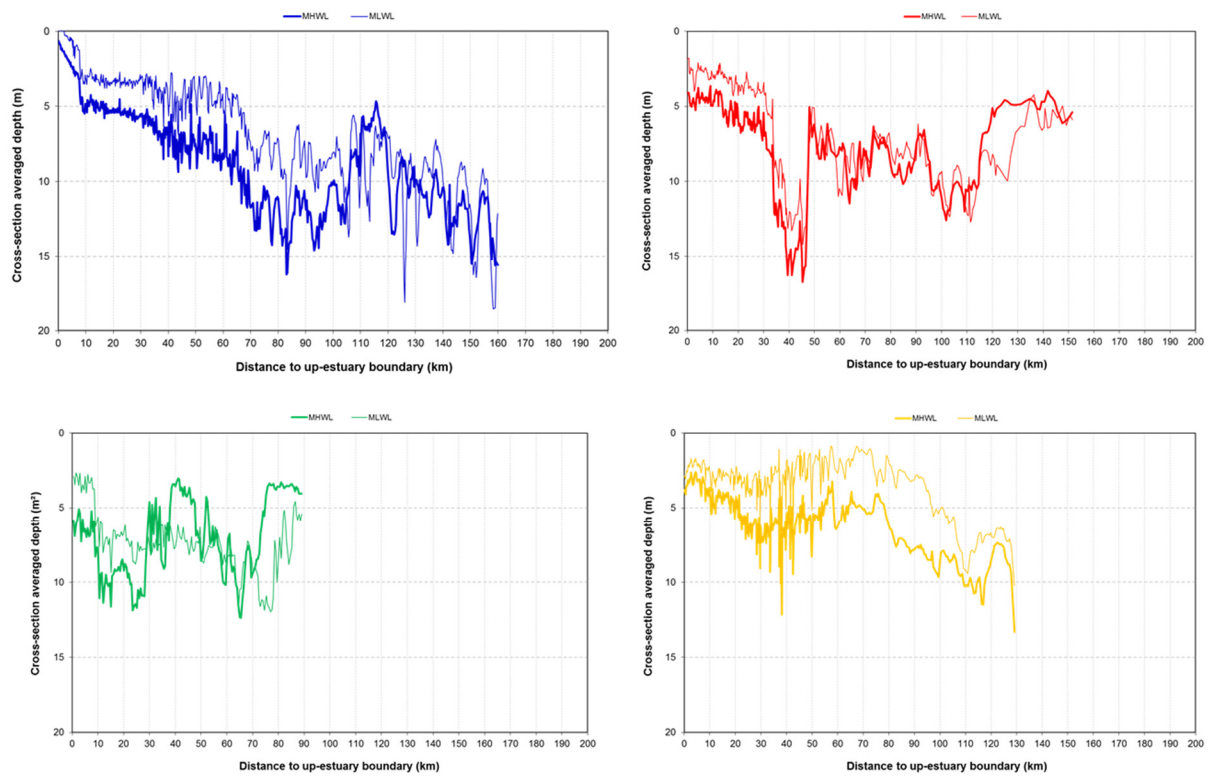 MHWL MLWL
Cross-section averaged depth (m)
0
5
10
15
20
0 10 20 30 40 50 60 70 80 90 100 110 120 130 140 150 160 170 180 190 200
Distance to up-estuary boundary (km)
MHWL MLWL
Cross-section averaged depth (m)
0
5
10
15
20
0 10 20 30 40 50 60 70 80 90 100 110 120 130 140 150 160 170 180 190 200
Distance to up-estuary boundary (km)
MHWL MLWL
Cross-section averaged depth (m²)
0
5
10
15
20
0 10 20 30 40 50 60 70 80 90 100 110 120 130 140 150 160 170 180 190 200
Distance to up-estuary boundary (km)
MHWL MLWL
Cross-section averaged depth (m)
0
5
10
15
20
0 10 20 30 40 50 60 70 80 90 100 110 120 130 140 150 160 170 180 190 200
Distance to up-estuary boundary (km)